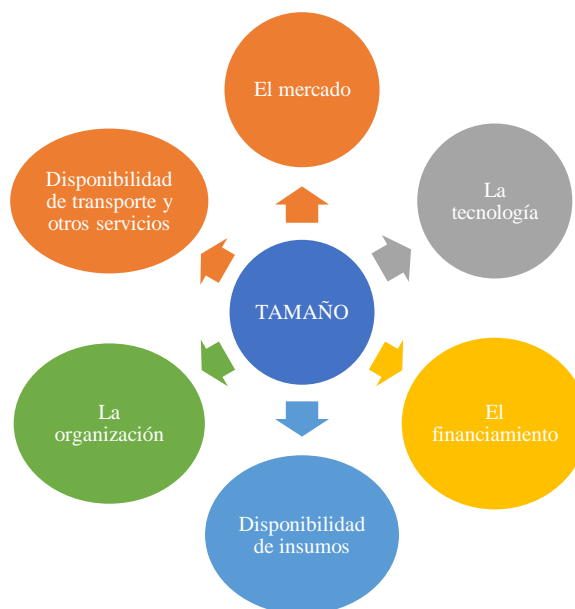 El mercado
Disponibilidad
de transporte y
otros servicios
La
tecnología
TAMAÑO
La
organización
El
financiamiento
Disponibilidad
de insumos